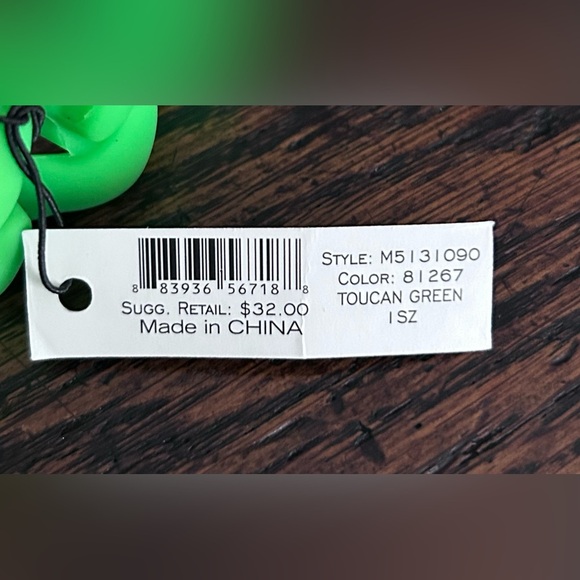 8 83936 56718 8
SUGG. RETAIL: $32.00
Made in CHINA
STYLE: M5131090
COLOR: 81267
TOUCAN GREEN
1SZ